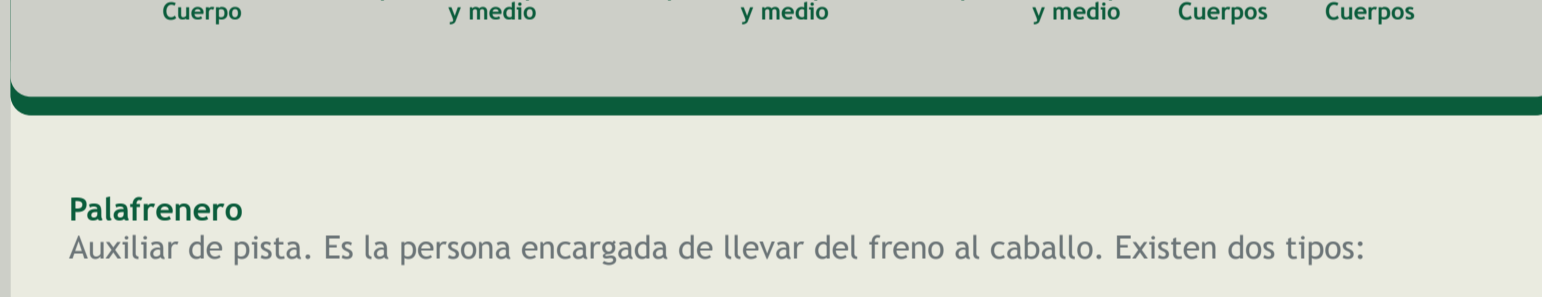 Cuerpo y medio y medio y medio Cuerpos Cuerpos
Palafrenero
Auxiliar de pista. Es la persona encargada de llevar del freno al caballo. Existen dos tipos: